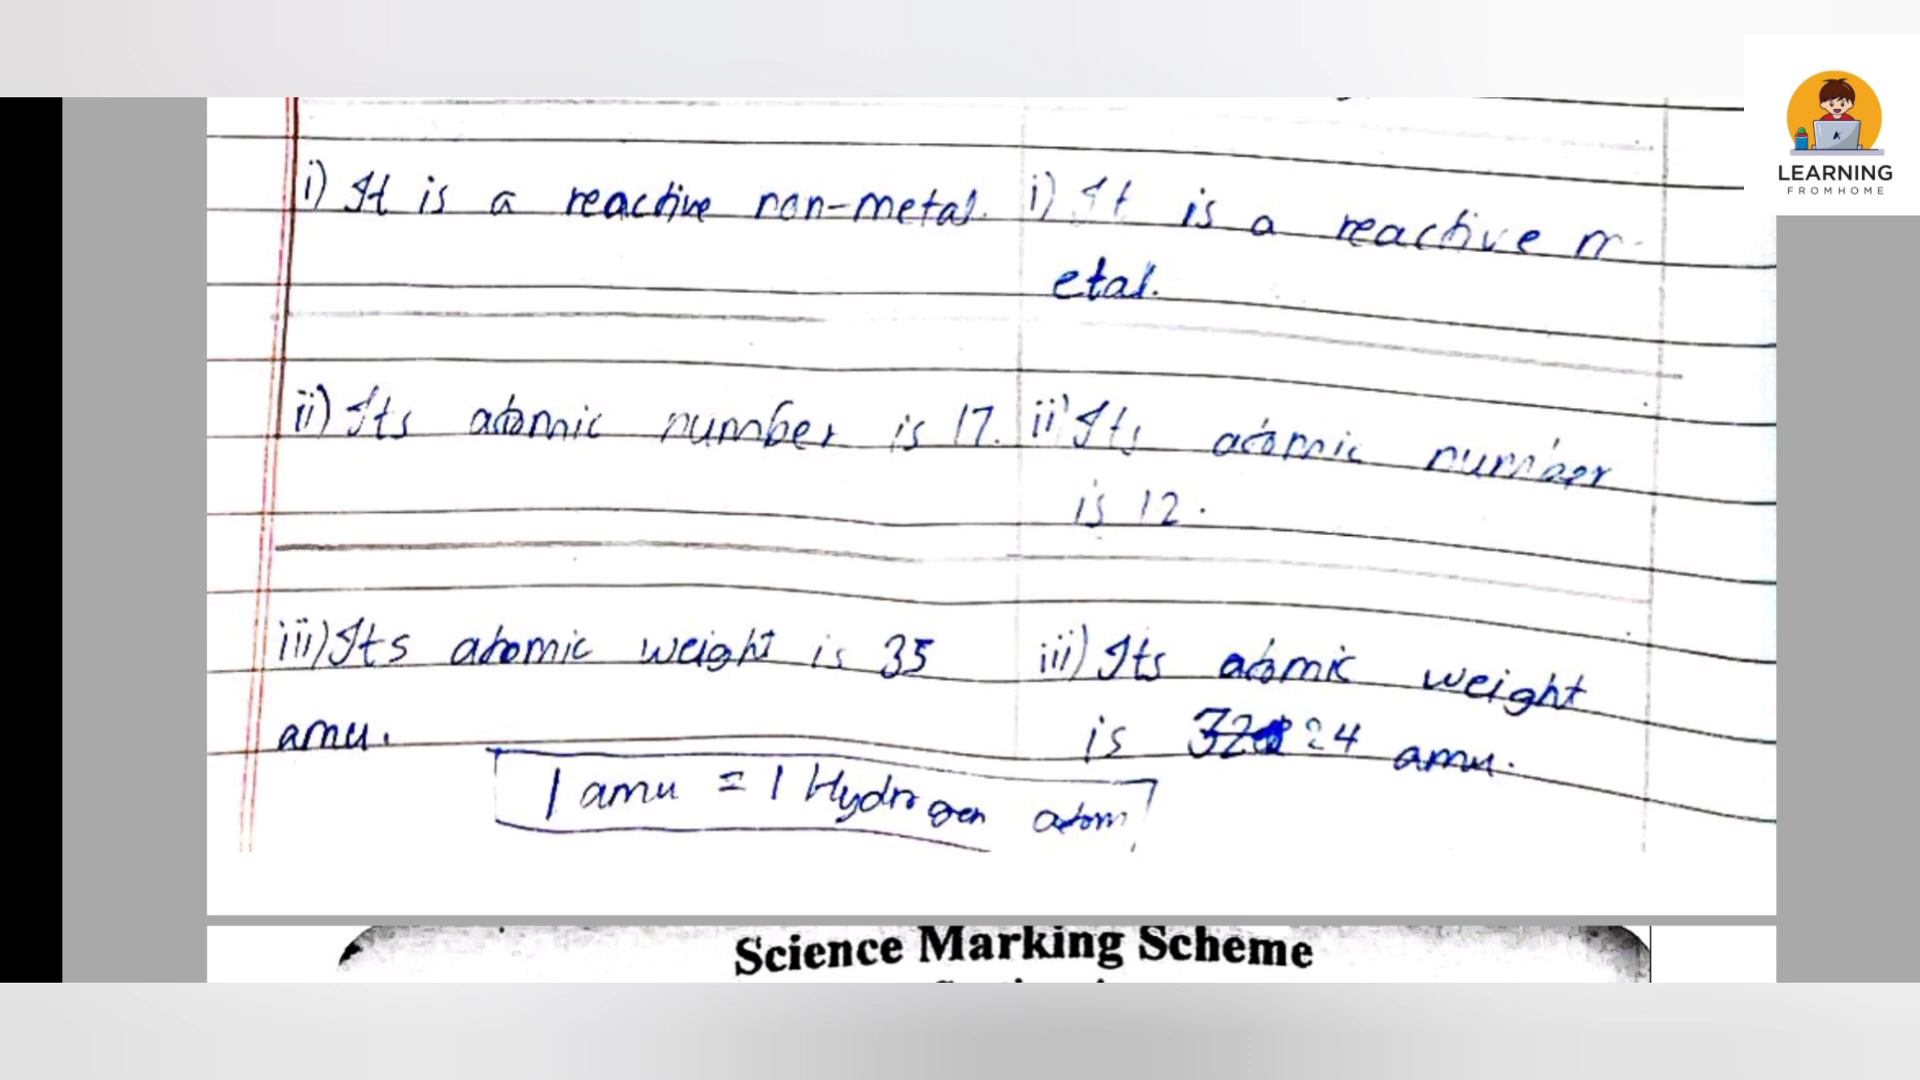 LEARNING
FROMHOME
i) It is a reactive non-metal.
i) It is a reactive m-
etal.
ii) Its atomic number is 17.
ii) Its atomic number
is 12.
iii) Its atomic weight is 35
amu.
iii) Its atomic weight
is 24 amu.
1 amu = 1 Hydrogen atom
Science Marking Scheme